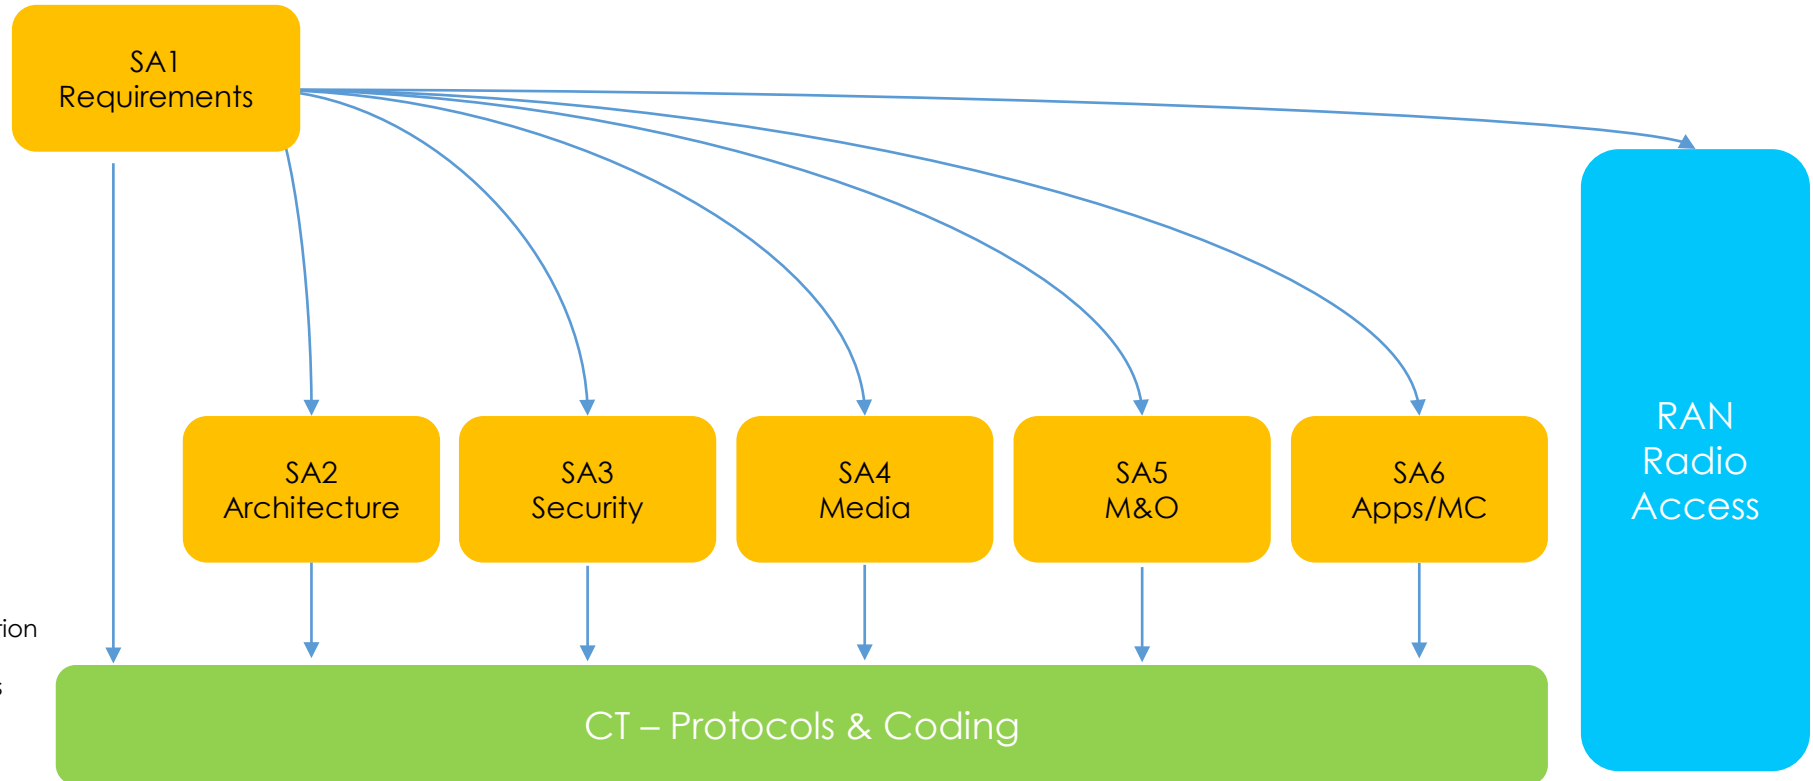 SA1
Requirements
SA2
Architecture
SA3
Security
SA4
Media
SA5
M&O
SA6
Apps/MC
RAN
Radio
Access
CT – Protocols & Coding